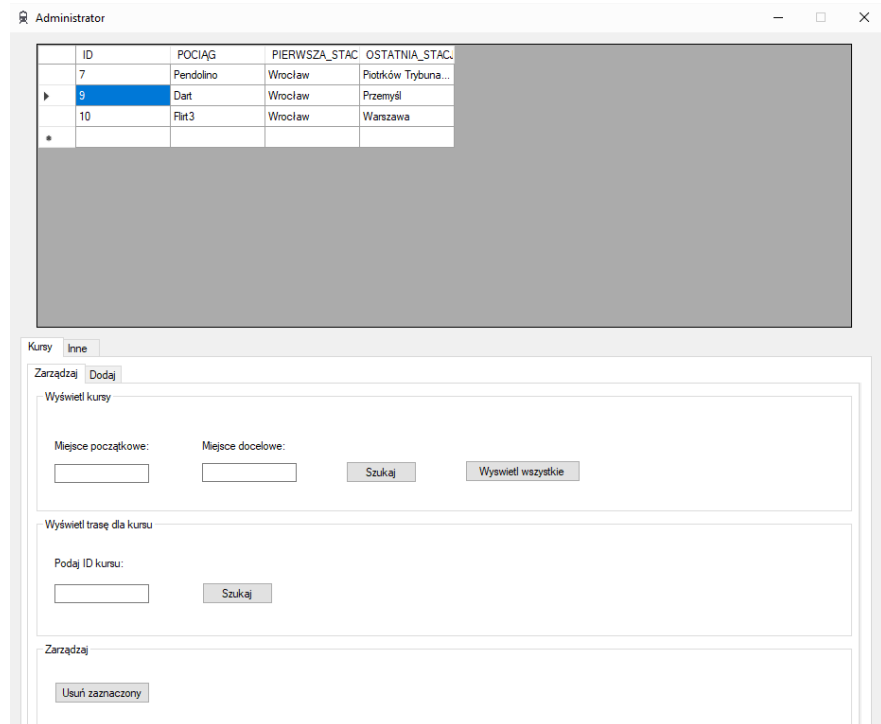 Administrator
ID POCIĄG PIERWSZA_STAC OSTATNIA_STACJ
7 Pendolino Wrocław Piotrków Trybuna...
9 Dart Wrocław Przemyśl
10 Flirt3 Wrocław Warszawa
Kursy Inne
Zarządzaj Dodaj
Wyświetl kursy
Miejsce początkowe: Miejsce docelowe:
Szukaj Wyswietl wszystkie
Wyświetl trasę dla kursu
Podaj ID kursu:
Szukaj
Zarządzaj
Usuń zaznaczony